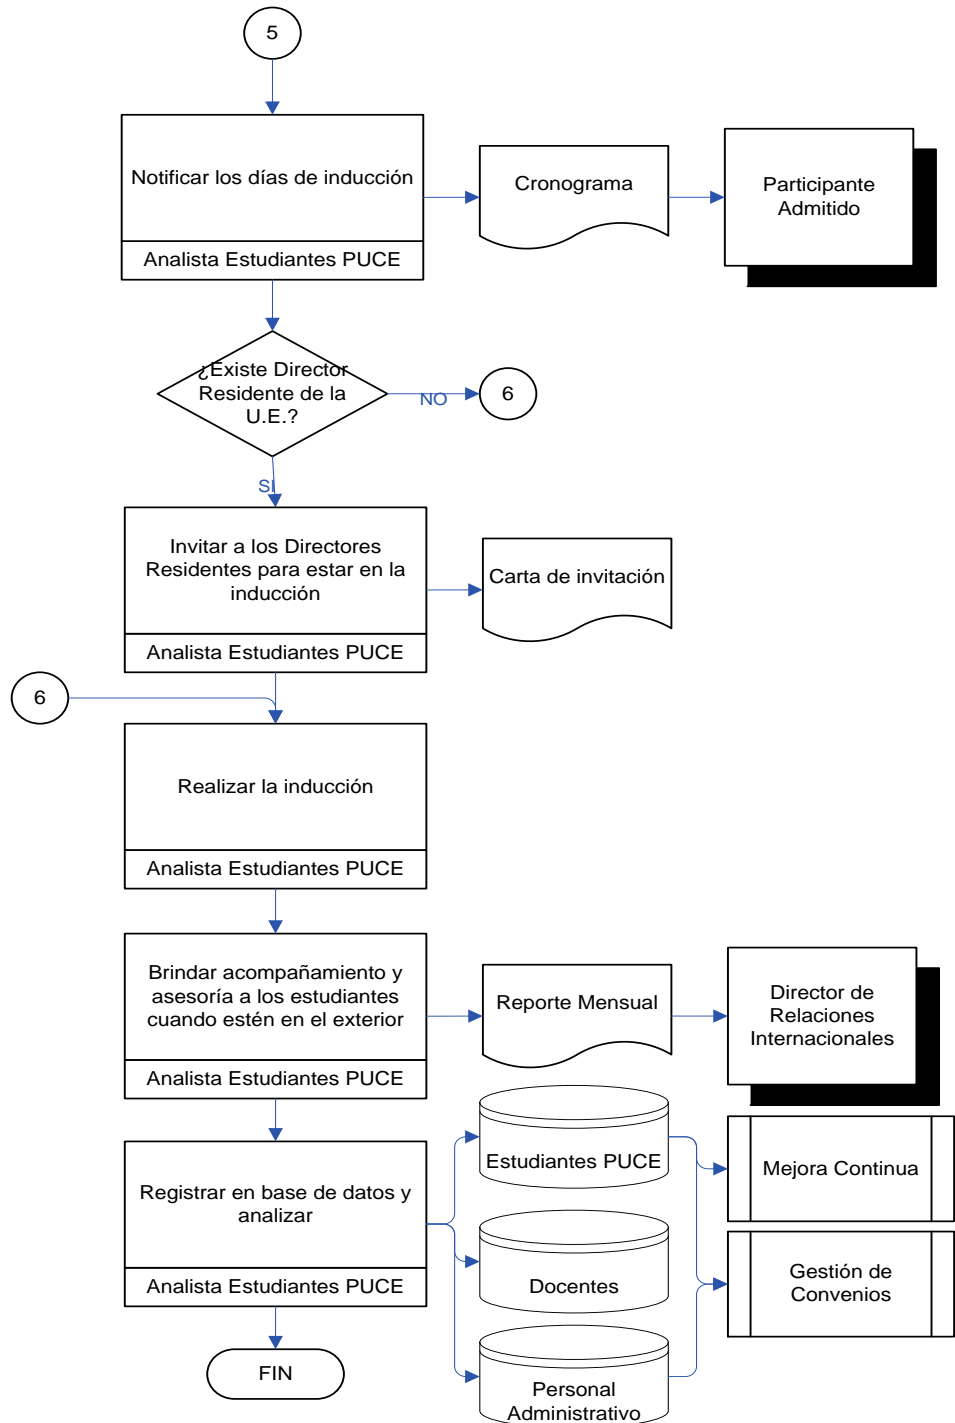 5
Notificar los días de inducción
Analista Estudiantes PUCE
Cronograma
Participante
Admitido
¿Existe Director
Residente de la
U.E.?
NO
6
SI
Invitar a los Directores
Residentes para estar en la
inducción
Analista Estudiantes PUCE
Carta de invitación
6
Realizar la inducción
Analista Estudiantes PUCE
Brindar acompañamiento y
asesoría a los estudiantes
cuando estén en el exterior
Analista Estudiantes PUCE
Reporte Mensual
Director de
Relaciones
Internacionales
Registrar en base de datos y
analizar
Analista Estudiantes PUCE
Estudiantes PUCE
Docentes
Personal
Administrativo
Mejora Continua
Gestión de
Convenios
FIN